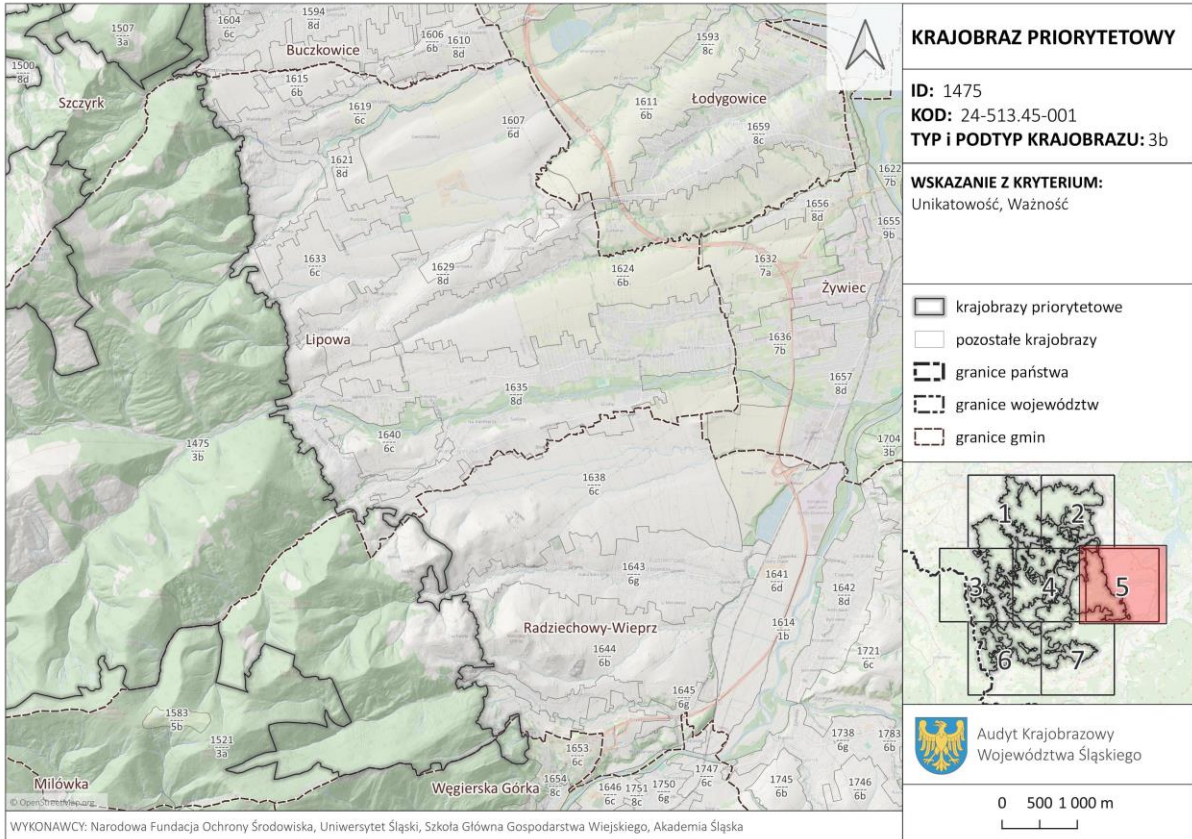 1507
3a
1604
6c
1594
8d
1606
6b
1610
8d
1593
8c
Buczkowice
1500
8d
Szczyrk
1615
6b
1619
6c
1607
6d
1611
6b
Łodygowice
1659
8c
1621
8d
1622
7b
1656
8d
1655
9b
1633
6c
1629
8d
1624
6b
1632
7a
Żywiec
Lipowa
1636
7b
1657
8d
1635
8d
1640
6c
1475
3b
1704
3b
1638
6c
1643
6g
1641
6d
1642
8d
1614
1b
Radziechowy-Wieprz
1644
6b
1721
6c
1583
5b
1521
3a
1645
6g
1653
6c
1738
6g
1783
6b
Milówka
Węgierska Górka
1654
8c
1646
6c
1751
8c
1750
6g
1747
6c
1745
6b
1746
6b
© OpenStreetMap.org
WYKONAWCY: Narodowa Fundacja Ochrony Środowiska, Uniwersytet Śląski, Szkoła Główna Gospodarstwa Wiejskiego, Akademia Śląska
KRAJOBRAZ PRIORYTETOWY
ID: 1475
KOD: 24-513.45-001
TYP i PODTYP KRAJOBRAZU: 3b
WSKAZANIE Z KRYTERIUM:
Unikatowość, Ważność
krajobrazy priorytetowe
pozostałe krajobrazy
granice państwa
granice województw
granice gmin
1
2
3
4
5
6
7
Audyt Krajobrazowy
Województwa Śląskiego
0 500 1 000 m